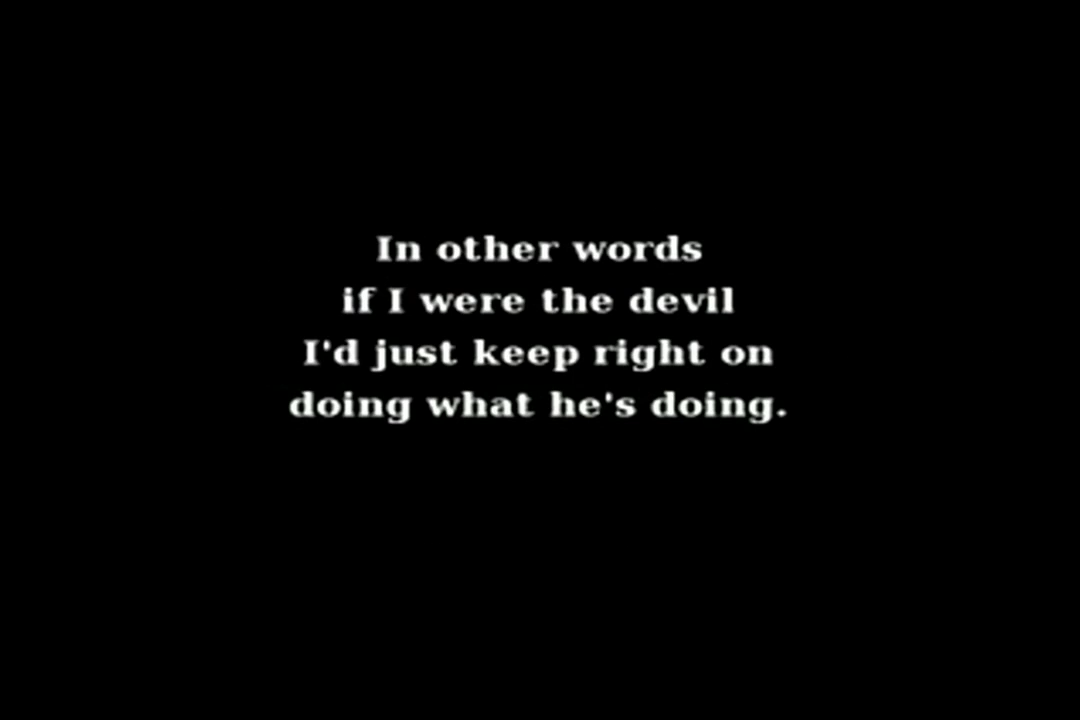 In other words
if I were the devil
I'd just keep right on
doing what he's doing.